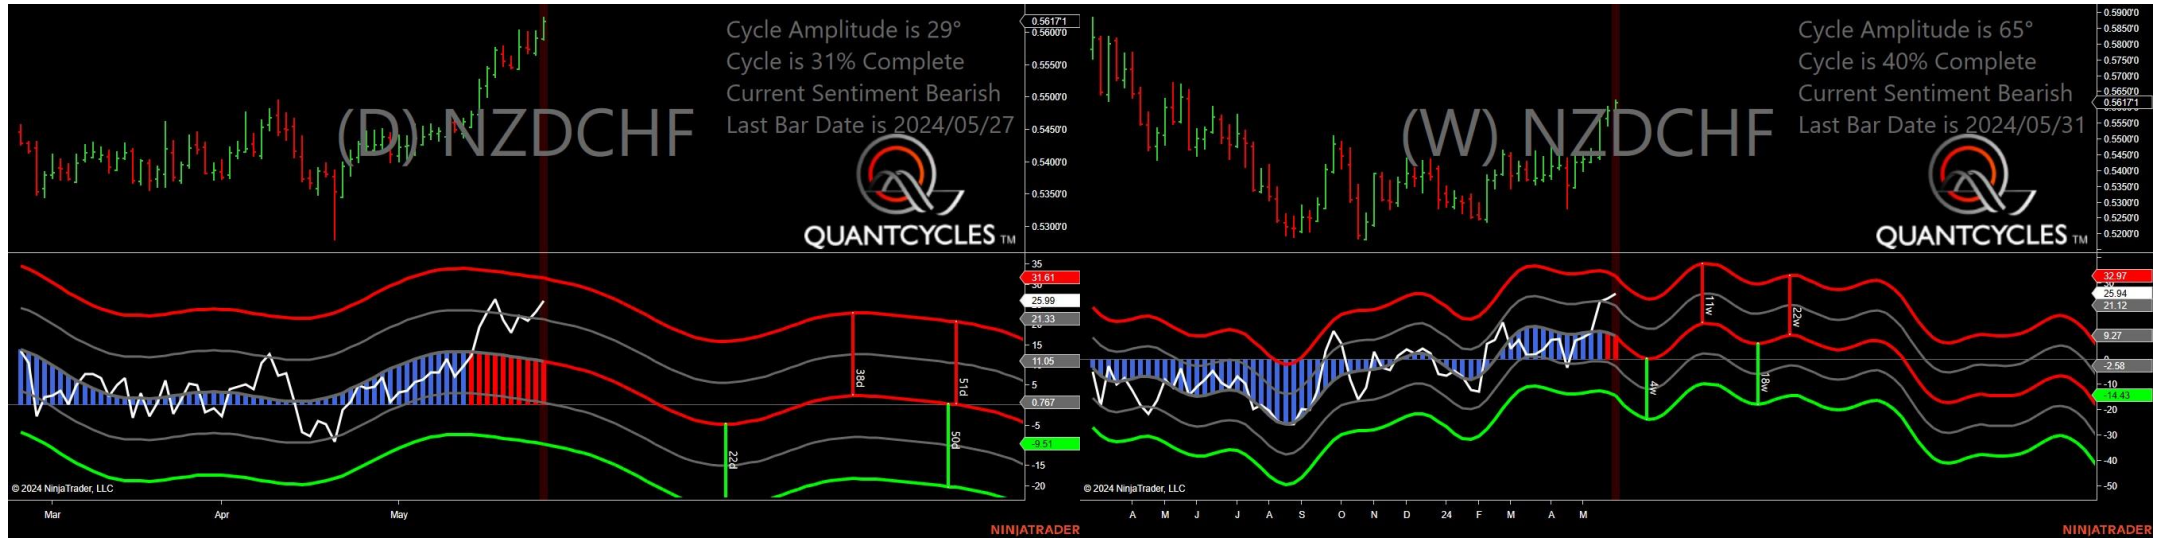 Cycle Amplitude is 29°
Cycle is 31% Complete
Current Sentiment Bearish
Last Bar Date is 2024/05/27
(D) NZDCHF
QUANTCYCLES TM
0.5617'1
0.5600'0
0.5550'0
0.5500'0
0.5450'0
0.5400'0
0.5350'0
0.5300'0
35
31.61
25.99
21.33
15
11.05
5
0.767
-5
-9.51
-15
-20
38d
51d
22d
50d
© 2024 NinjaTrader, LLC
Mar Apr May
NINJATRADER
Cycle Amplitude is 65°
Cycle is 40% Complete
Current Sentiment Bearish
Last Bar Date is 2024/05/31
(W) NZDCHF
QUANTCYCLES TM
0.5900'0
0.5850'0
0.5800'0
0.5750'0
0.5700'0
0.5650'0
0.5617'1
0.5550'0
0.5500'0
0.5450'0
0.5400'0
0.5350'0
0.5300'0
0.5250'0
0.5200'0
32.97
25.94
21.12
9.27
0
-2.58
-10
-14.43
-20
-30
-40
-50
11w
22w
4w
18w
© 2024 NinjaTrader, LLC
A M J J A S O N D 24 F M A M
NINJATRADER